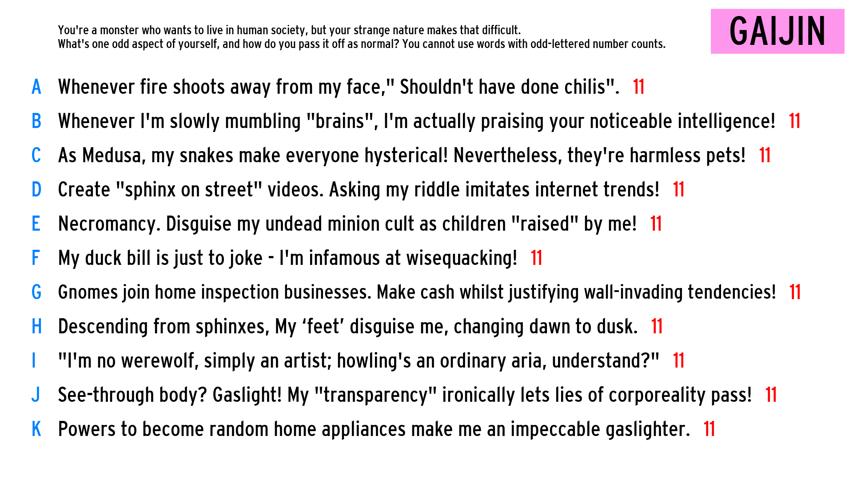 You're a monster who wants to live in human society, but your strange nature makes that difficult.
What's one odd aspect of yourself, and how do you pass it off as normal? You cannot use words with odd-lettered number counts.
GAIJIN
A Whenever fire shoots away from my face," Shouldn't have done chilis". 11
B Whenever I'm slowly mumbling "brains", I'm actually praising your noticeable intelligence! 11
C As Medusa, my snakes make everyone hysterical! Nevertheless, they're harmless pets! 11
D Create "sphinx on street" videos. Asking my riddle imitates internet trends! 11
E Necromancy. Disguise my undead minion cult as children "raised" by me! 11
F My duck bill is just to joke - I'm infamous at wisequacking! 11
G Gnomes join home inspection businesses. Make cash whilst justifying wall-invading tendencies! 11
H Descending from sphinxes, My ‘feet’ disguise me, changing dawn to dusk. 11
I "I'm no werewolf, simply an artist; howling's an ordinary aria, understand?" 11
J See-through body? Gaslight! My "transparency" ironically lets lies of corporeality pass! 11
K Powers to become random home appliances make me an impeccable gaslighter. 11